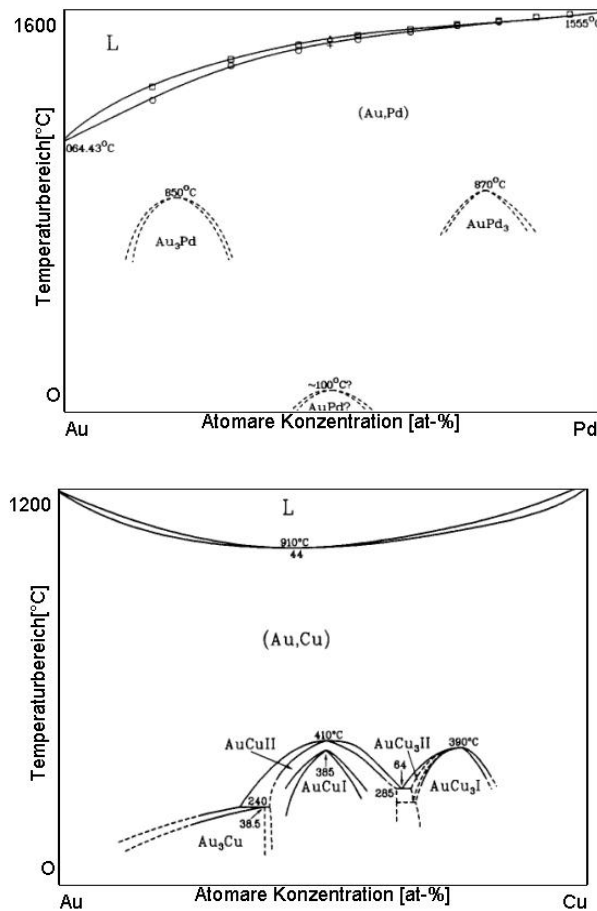 1600
1555°C
L
(Au,Pd)
064.43°C
850°C
870°C
Au₃Pd
AuPd₃
~100°C?
AuPd?
O
Temperaturbereich[°C]
Au
Atomare Konzentration [at-%]
Pd
1200
L
910°C
44
(Au,Cu)
Temperaturbereich[°C]
410°C
AuCuII
AuCu₃II
390°C
64
385
AuCuI
285
AuCu₃I
240
38.5
Au₃Cu
O
Au
Atomare Konzentration [at-%]
Cu